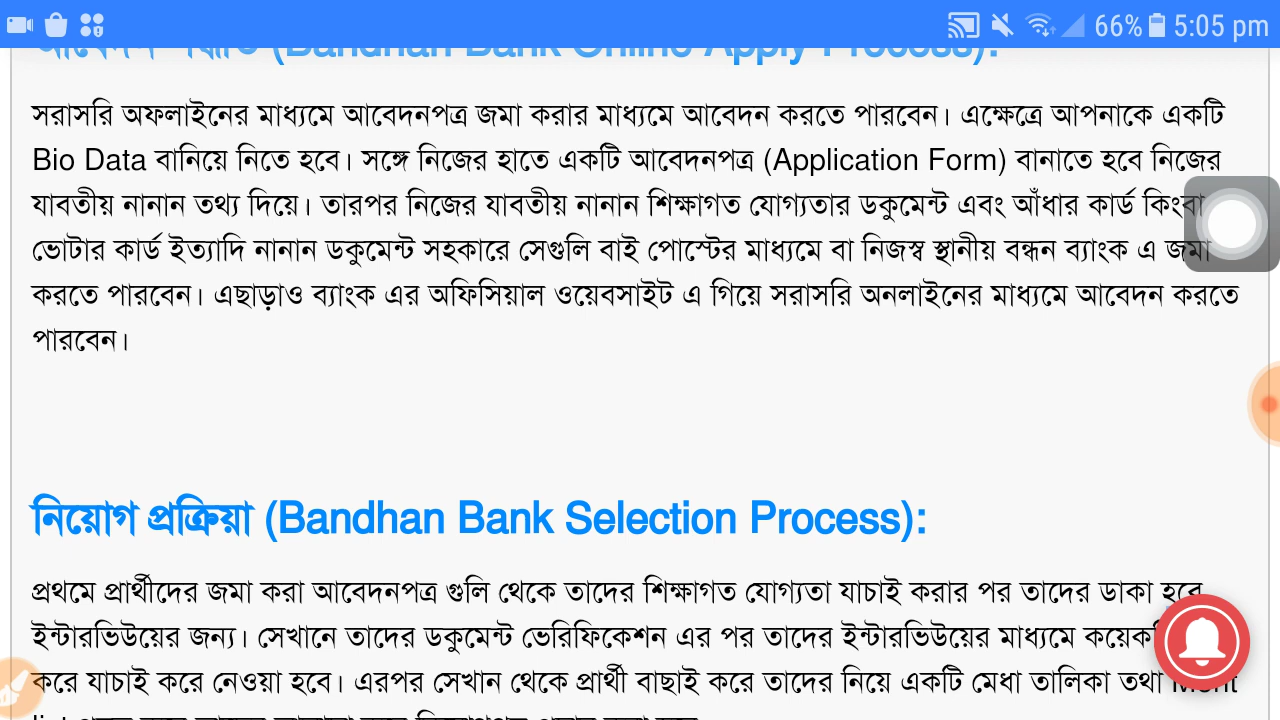 66% 5:05 pm
(Bandhan Bank Online Apply Process):
সরাসরি অফলাইনের মাধ্যমে আবেদনপত্র জমা করার মাধ্যমে আবেদন করতে পারবেন। এক্ষেত্রে আপনাকে একটি
Bio Data বানিয়ে নিতে হবে। সঙ্গে নিজের হাতে একটি আবেদনপত্র (Application Form) বানাতে হবে নিজের
যাবতীয় নানান তথ্য দিয়ে। তারপর নিজের যাবতীয় নানান শিক্ষাগত যোগ্যতার ডকুমেন্ট এবং আঁধার কার্ড কিংবা
ভোটার কার্ড ইত্যাদি নানান ডকুমেন্ট সহকারে সেগুলি বাই পোস্টের মাধ্যমে বা নিজস্ব স্থানীয় বন্ধন ব্যাংক এ জমা
করতে পারবেন। এছাড়াও ব্যাংক এর অফিসিয়াল ওয়েবসাইট এ গিয়ে সরাসরি অনলাইনের মাধ্যমে আবেদন করতে
পারবেন।
নিয়োগ প্রক্রিয়া (Bandhan Bank Selection Process):
প্রথমে প্রার্থীদের জমা করা আবেদনপত্র গুলি থেকে তাদের শিক্ষাগত যোগ্যতা যাচাই করার পর তাদের ডাকা হবে
ইন্টারভিউয়ের জন্য। সেখানে তাদের ডকুমেন্ট ভেরিফিকেশন এর পর তাদের ইন্টারভিউয়ের মাধ্যমে
করে যাচাই করে নেওয়া হবে। এরপর সেখান থেকে প্রার্থী বাছাই করে তাদের নিয়ে একটি মেধা তালিকা তথা